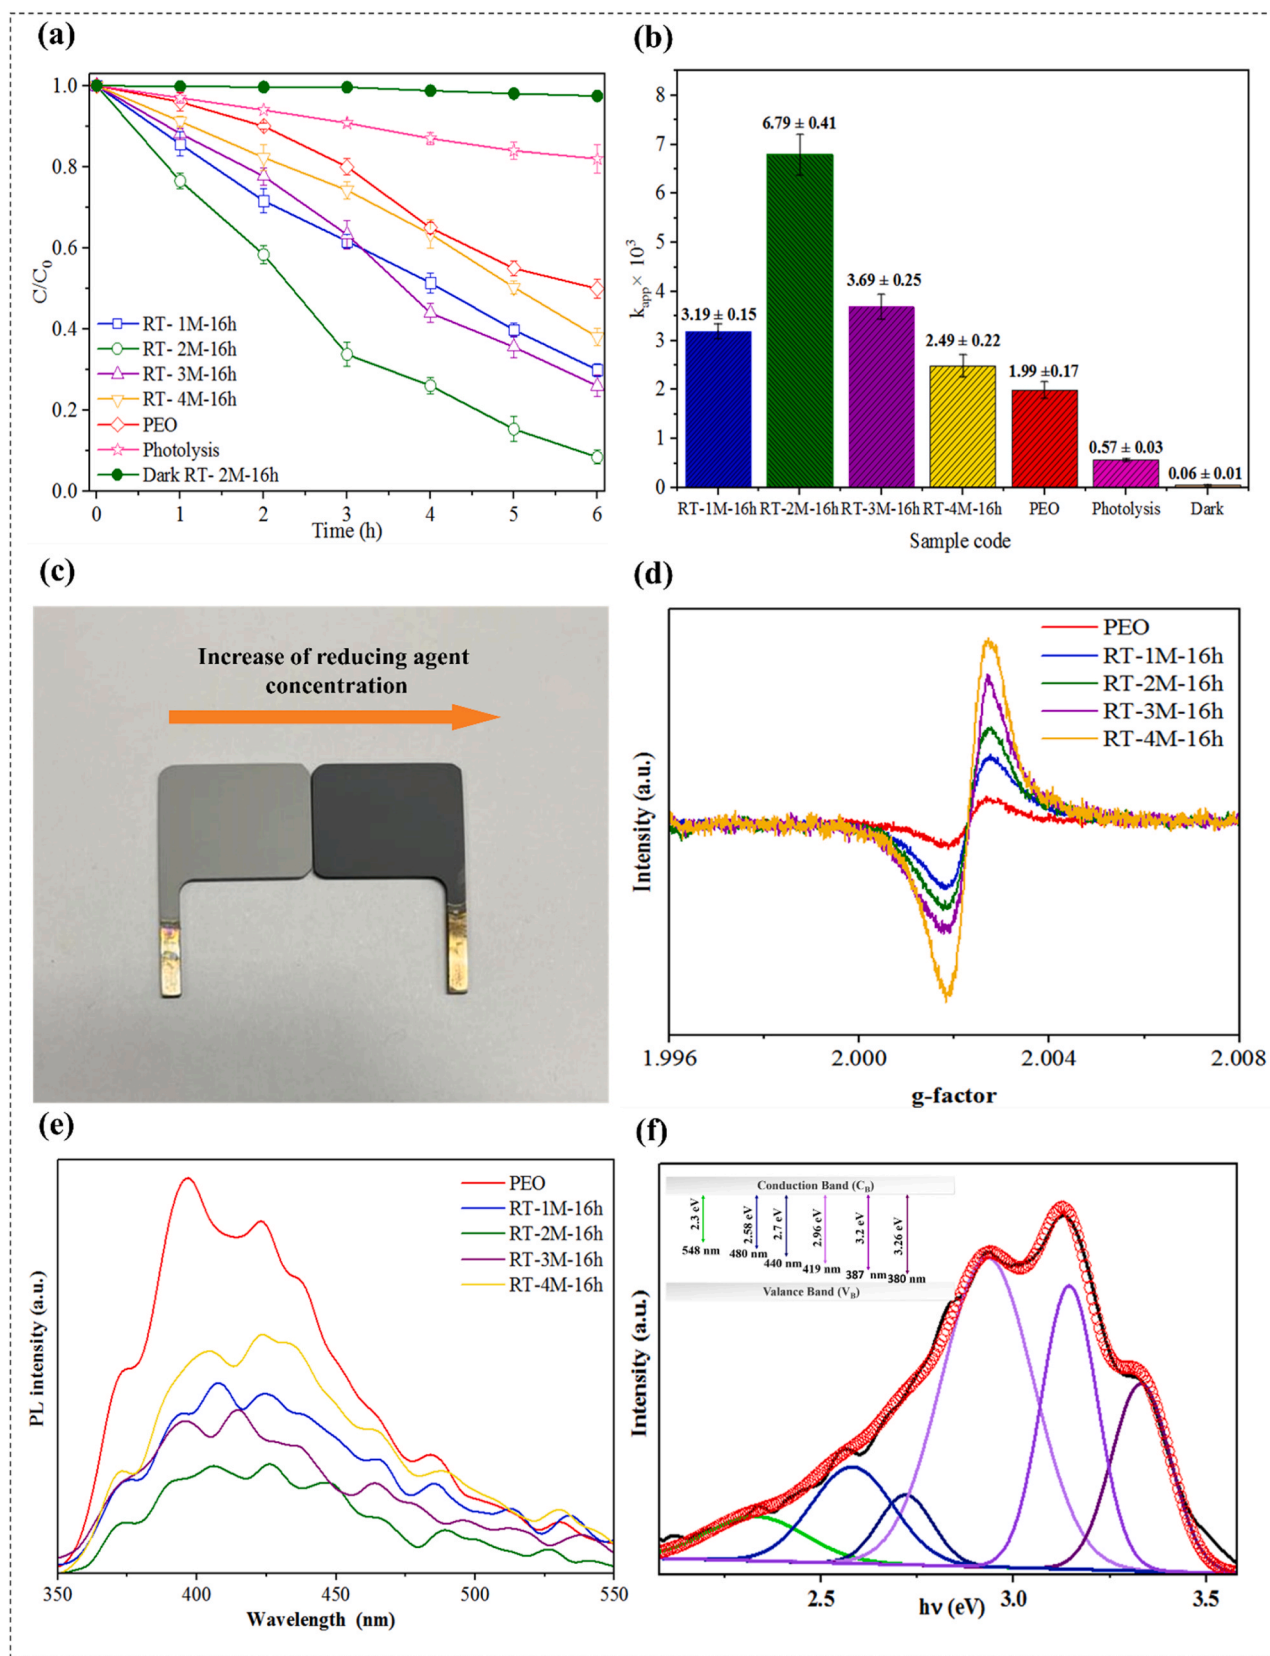 (a)
1.0
0.8
0.6
0.4
0.2
0.0
C/C0
RT- 1M-16h
RT- 2M-16h
RT- 3M-16h
RT- 4M-16h
PEO
Photolysis
Dark RT- 2M-16h
0 1 2 3 4 5 6
Time (h)
(b)
8
7
6
5
4
3
2
1
0
kapp× 10³
3.19 ± 0.15
6.79 ± 0.41
3.69 ± 0.25
2.49 ± 0.22
1.99 ±0.17
0.57 ± 0.03
0.06 ± 0.01
RT-1M-16h RT-2M-16h RT-3M-16h RT-4M-16h PEO Photolysis Dark
Sample code
(c)
Increase of reducing agent
concentration
(d)
PEO
RT-1M-16h
RT-2M-16h
RT-3M-16h
RT-4M-16h
Intensity (a.u.)
1.996 2.000 2.004 2.008
g-factor
(e)
PEO
RT-1M-16h
RT-2M-16h
RT-3M-16h
RT-4M-16h
PL intensity (a.u.)
350 400 450 500 550
Wavelength (nm)
(f)
Conduction Band (CB)
2.3 eV
2.58 eV
2.7 eV
2.96 eV
3.2 eV
3.26 eV
548 nm
480 nm
440 nm
419 nm
387 nm
380 nm
Valance Band (VB)
Intensity (a.u.)
2.5 3.0 3.5
hν (eV)